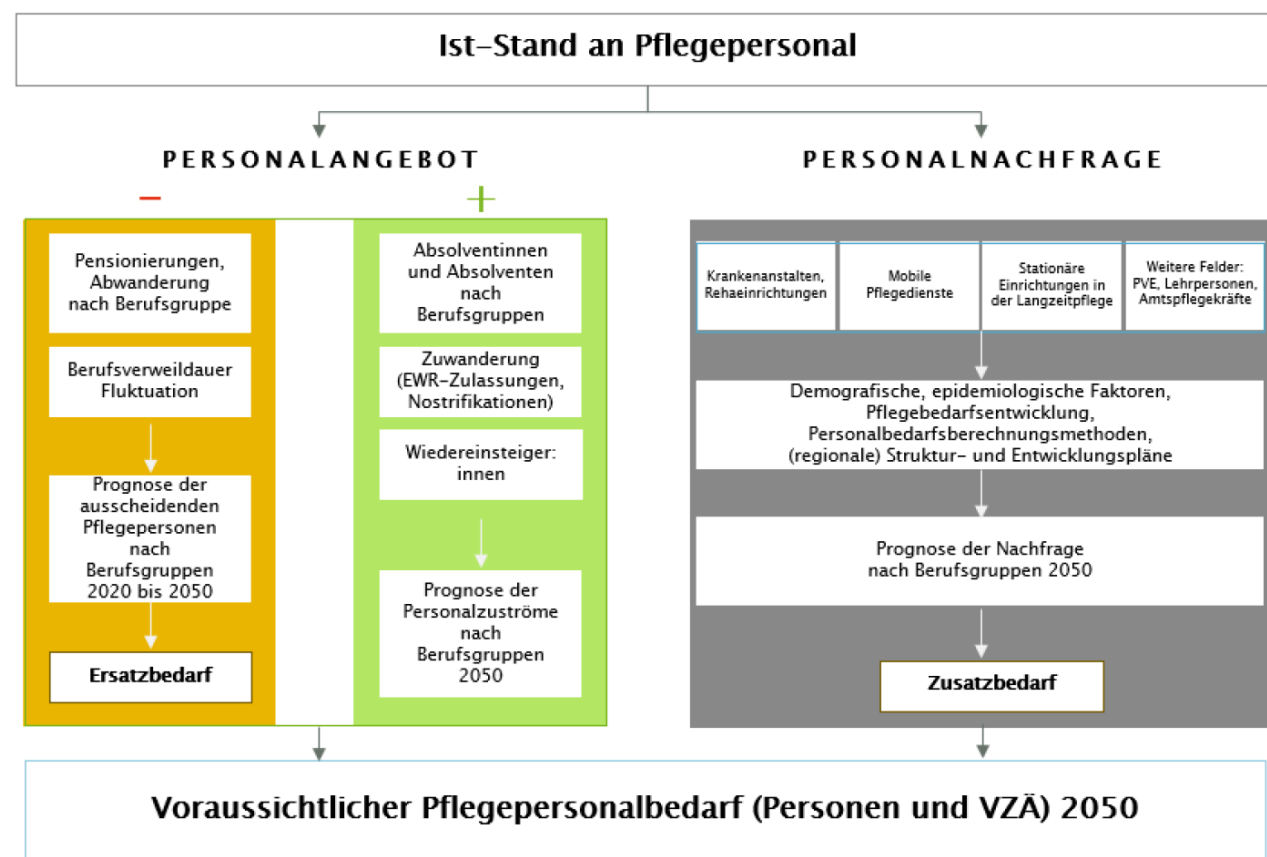 Ist-Stand an Pflegepersonal
PERSONALANGEBOT
–
+
Pensionierungen,
Abwanderung
nach Berufsgruppe
Berufsverweildauer
Fluktuation
Prognose der
ausscheidenden
Pflegepersonen
nach
Berufsgruppen
2020 bis 2050
Ersatzbedarf
Absolventinnen
und Absolventen
nach
Berufsgruppen
Zuwanderung
(EWR-Zulassungen,
Nostrifikationen)
Wiedereinsteiger:
innen
Prognose der
Personalzuströme
nach
Berufsgruppen
2050
PERSONALNACHFRAGE
Krankenanstalten,
Rehaeinrichtungen
Mobile
Pflegedienste
Stationäre
Einrichtungen in
der Langzeitpflege
Weitere Felder:
PVE, Lehrpersonen,
Amtspflegekräfte
Demografische, epidemiologische Faktoren,
Pflegebedarfsentwicklung,
Personalbedarfsberechnungsmethoden,
(regionale) Struktur- und Entwicklungspläne
Prognose der Nachfrage
nach Berufsgruppen 2050
Zusatzbedarf
Voraussichtlicher Pflegepersonalbedarf (Personen und VZÄ) 2050